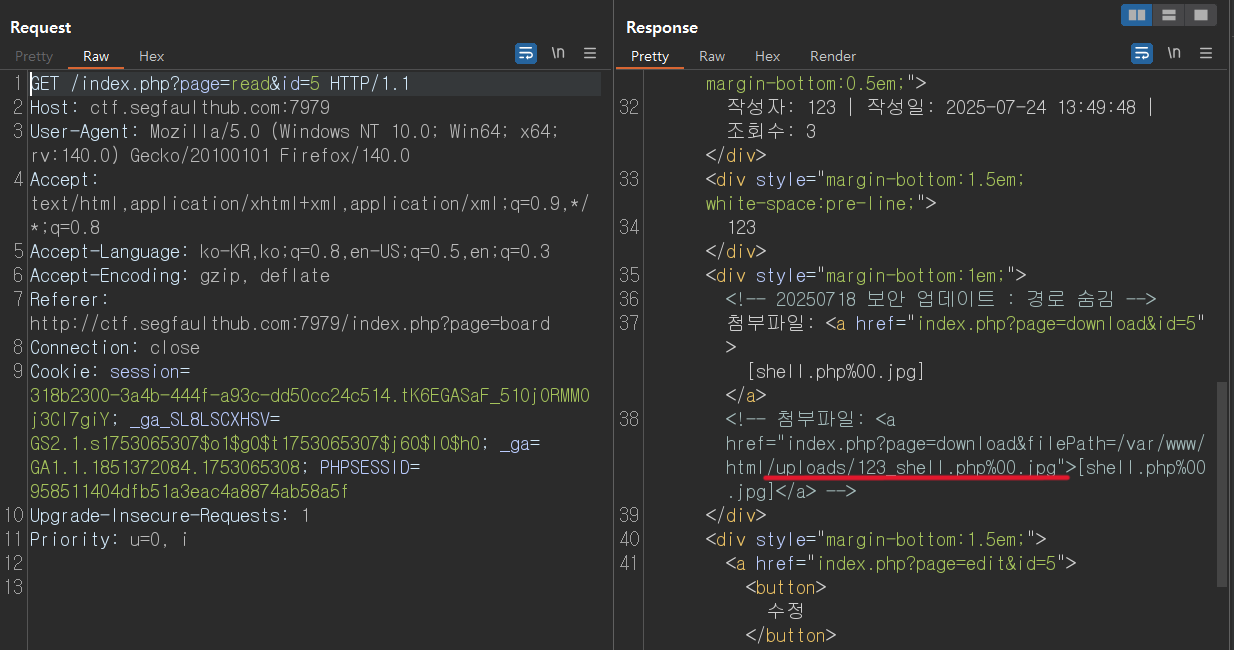 Request
Pretty Raw Hex
\n
1 GET /index.php?page=read&id=5 HTTP/1.1
2 Host: ctf.segfaulthub.com:7979
3 User-Agent: Mozilla/5.0 (Windows NT 10.0; Win64; x64;
rv:140.0) Gecko/20100101 Firefox/140.0
4 Accept:
text/html,application/xhtml+xml,application/xml;q=0.9,*/
*;q=0.8
5 Accept-Language: ko-KR,ko;q=0.8,en-US;q=0.5,en;q=0.3
6 Accept-Encoding: gzip, deflate
7 Referer:
http://ctf.segfaulthub.com:7979/index.php?page=board
8 Connection: close
9 Cookie: session=
318b2300-3a4b-444f-a93c-dd50cc24c514.tK6EGASaF_510j0RMM0
j3Cl7giY; _ga_SL8LSCXHSV=
GS2.1.s1753065307$o1$g0$t1753065307$j60$l0$h0; _ga=
GA1.1.1851372084.1753065308; PHPSESSID=
958511404dfb51a3eac4a8874ab58a5f
10 Upgrade-Insecure-Requests: 1
11 Priority: u=0, i
12
13
Response
Pretty Raw Hex Render
\n
margin-bottom:0.5em;">
32 작성자: 123 | 작성일: 2025-07-24 13:49:48 |
조회수: 3
</div>
33 <div style="margin-bottom:1.5em;
white-space:pre-line;">
34 123
</div>
35 <div style="margin-bottom:1em;">
36 <!-- 20250718 보안 업데이트 : 경로 숨김 -->
37 첨부파일: <a href="index.php?page=download&id=5"
>
[shell.php%00.jpg]
</a>
38 <!-- 첨부파일: <a
href="index.php?page=download&filePath=/var/www/
html/uploads/123_shell.php%00.jpg">[shell.php%00
.jpg]</a> -->
39 </div>
40 <div style="margin-bottom:1.5em;">
41 <a href="index.php?page=edit&id=5">
<button>
수정
</button>